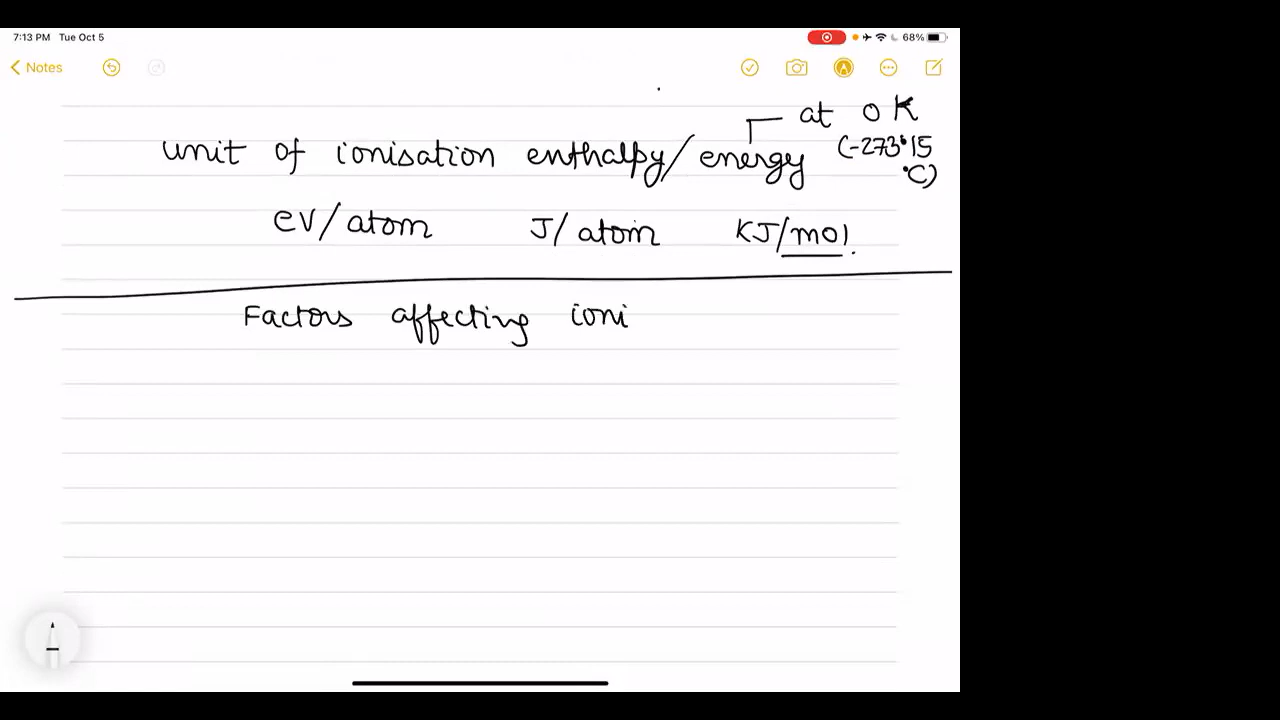 7:13 PM Tue Oct 5 68%
Notes
at 0 K
unit of ionisation enthalpy/energy (-273.15 °C)
eV/atom J/atom KJ/mol.
Factors affecting ioni